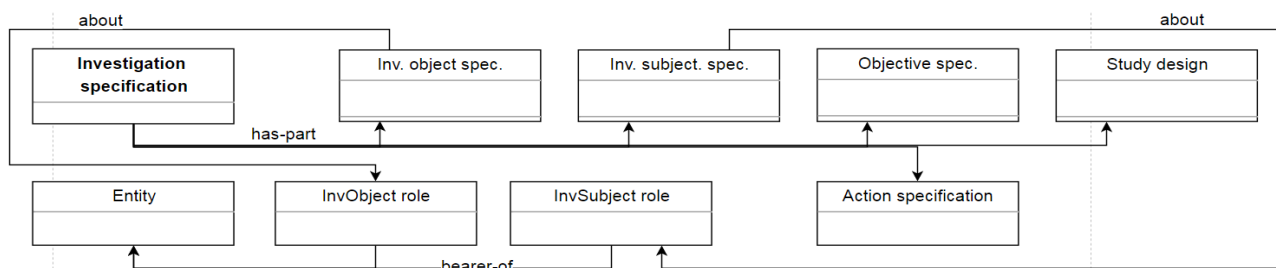 about
about
Investigation
specification
Inv. object spec.
Inv. subject. spec.
Objective spec.
Study design
has-part
Entity
InvObject role
InvSubject role
Action specification
bearer-of